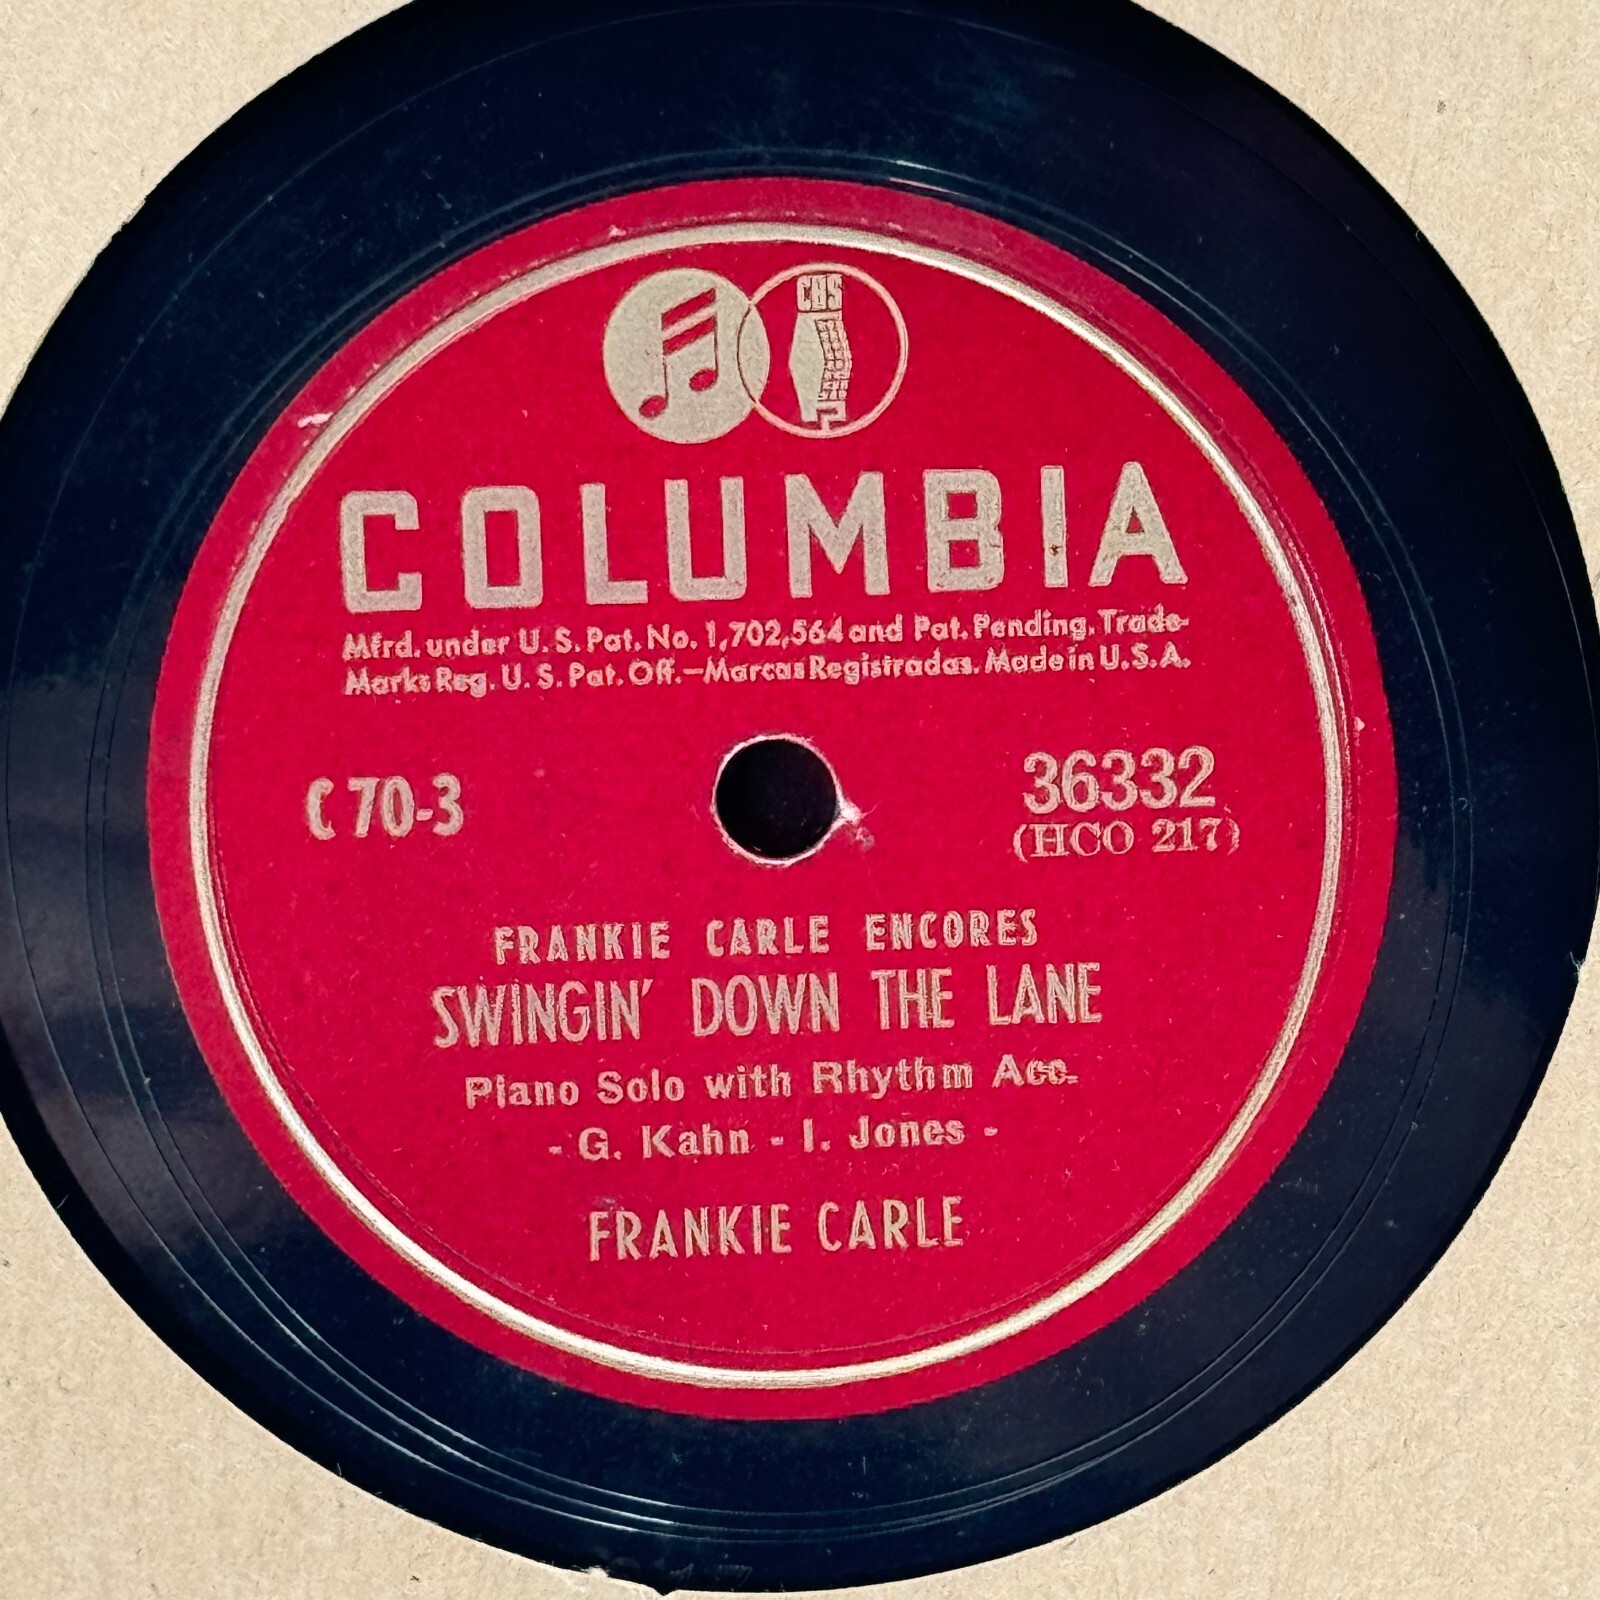 CBS
COLUMBIA
Mfrd. under U. S. Pat. No. 1,702,564 and Pat. Pending. Trade-
Marks Reg. U. S. Pat. Off.—Marcas Registradas. Made in U.S.A.
C 70-3
36332
(HCO 217)
FRANKIE CARLE ENCORES
SWINGIN' DOWN THE LANE
Piano Solo with Rhythm Acc.
- G. Kahn - I. Jones -
FRANKIE CARLE